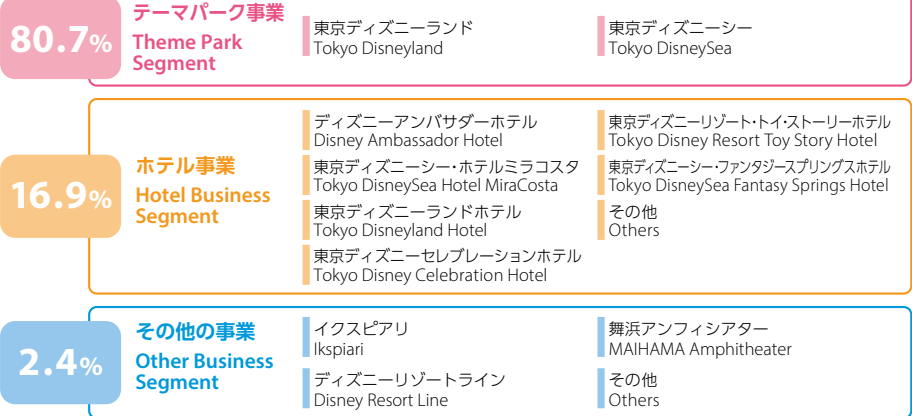 80.7%
テーマパーク事業
Theme Park
Segment
東京ディズニーランド
Tokyo Disneyland
東京ディズニーシー
Tokyo DisneySea
16.9%
ホテル事業
Hotel Business
Segment
ディズニーアンバサダーホテル
Disney Ambassador Hotel
東京ディズニーシー・ホテルミラコスタ
Tokyo DisneySea Hotel MiraCosta
東京ディズニーランドホテル
Tokyo Disneyland Hotel
東京ディズニーセレブレーションホテル
Tokyo Disney Celebration Hotel
東京ディズニーリゾート・トイ・ストーリーホテル
Tokyo Disney Resort Toy Story Hotel
東京ディズニーシー・ファンタジースプリングスホテル
Tokyo DisneySea Fantasy Springs Hotel
その他
Others
2.4%
その他の事業
Other Business
Segment
イクスピアリ
Ikspiari
ディズニーリゾートライン
Disney Resort Line
舞浜アンフィシアター
MAIHAMA Amphitheater
その他
Others